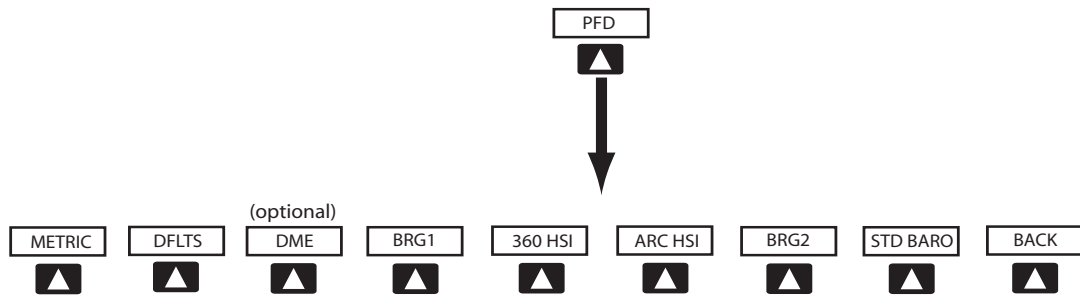 PFD
(optional)
METRIC DFLTS DME BRG1 360 HSI ARC HSI BRG2 STD BARO BACK